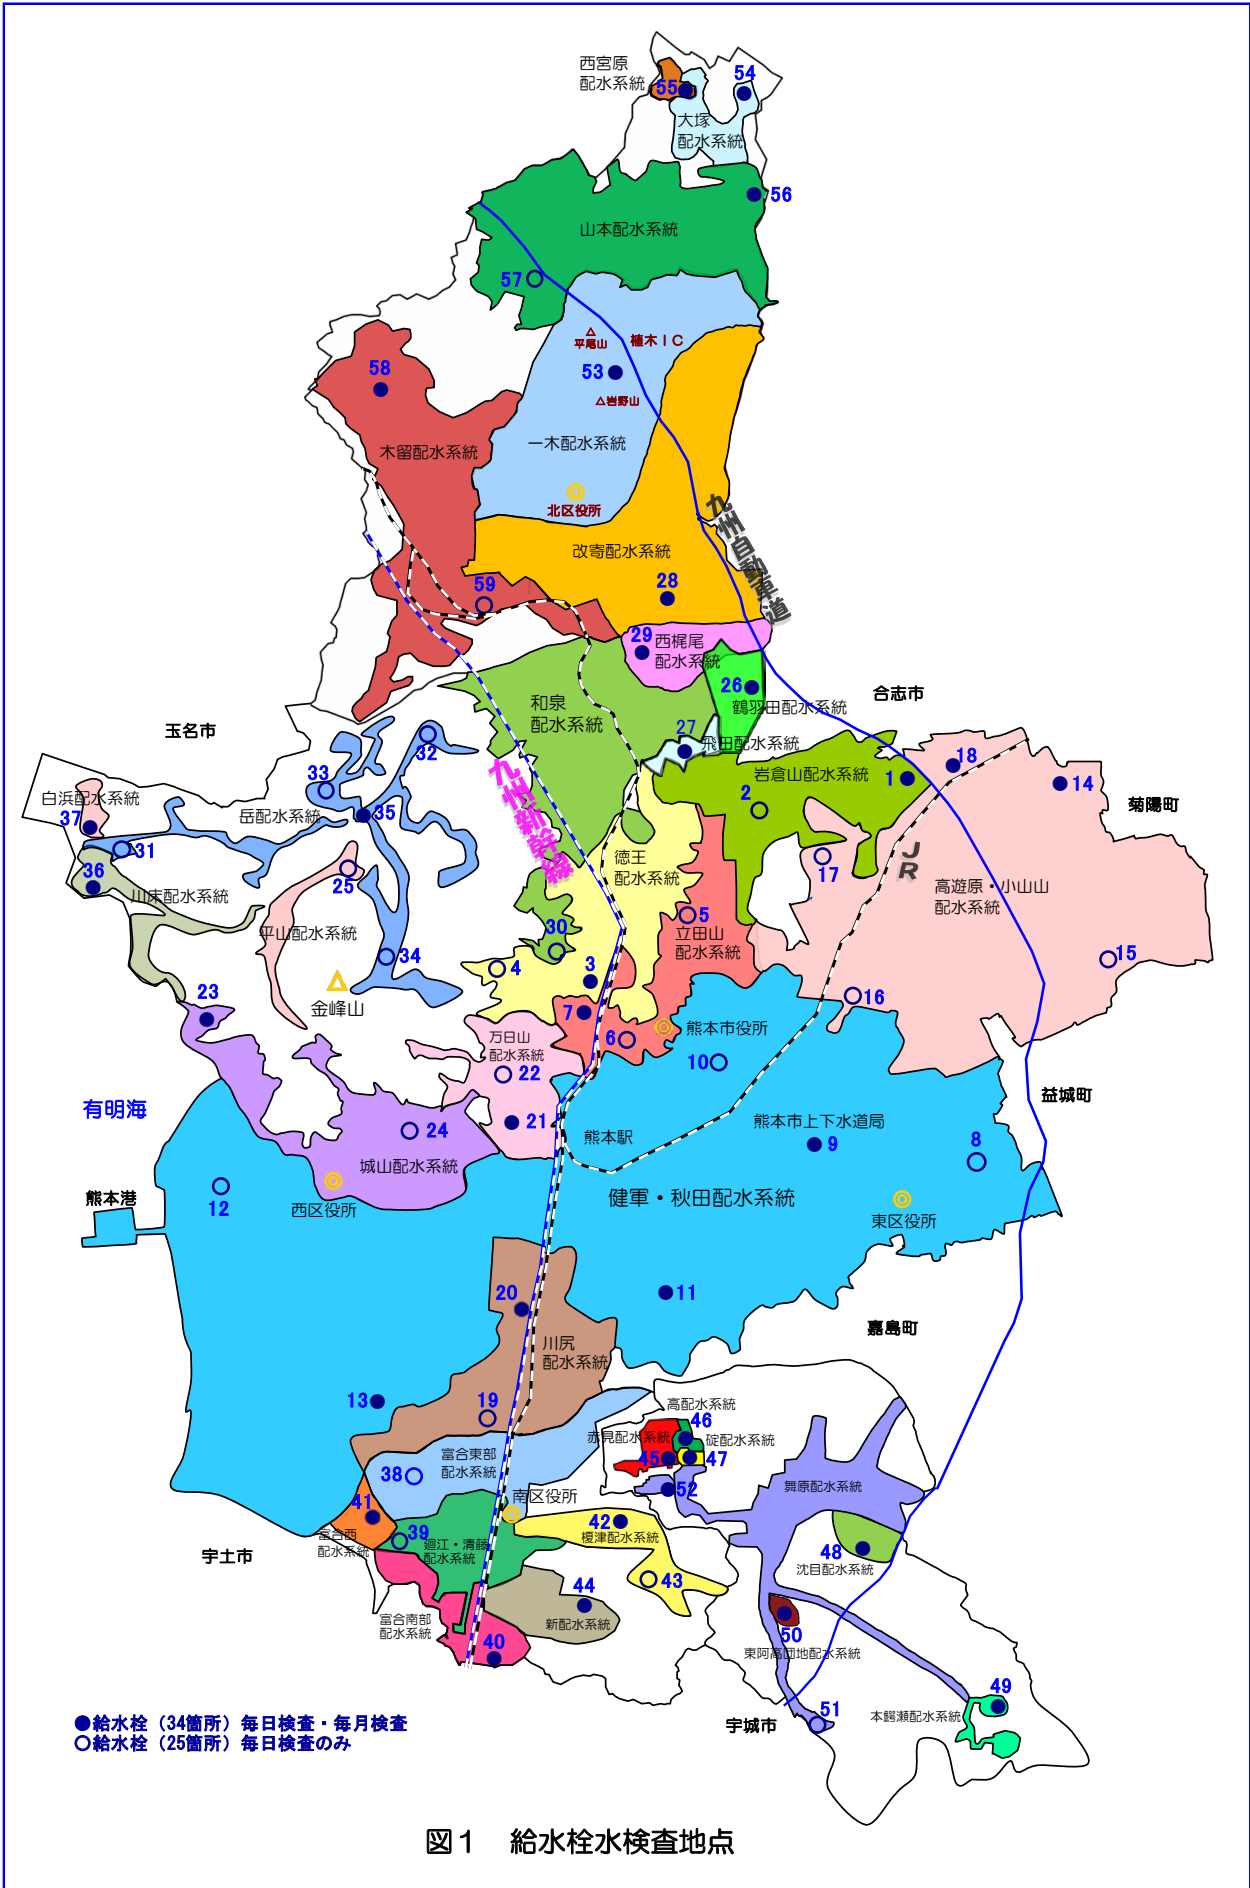 西宮原
配水系統
55
54
大塚
配水系統
56
山本配水系統
57
平尾山
植木ＩＣ
53
岩野山
58
一木配水系統
木留配水系統
北区役所
九州自動車道
改寄配水系統
59
28
29
西梶尾
配水系統
26
鶴羽田配水系統
合志市
和泉
配水系統
27
飛田配水系統
玉名市
32
九州新幹線
33
岩倉山配水系統
1
18
14
2
菊陽町
白浜配水系統
37
岳配水系統
35
31
36
川床配水系統
25
徳王
配水系統
17
ＪＲ
高遊原・小山山
配水系統
平山配水系統
34
30
5
立田山
配水系統
4
3
15
金峰山
23
7
6
16
熊本市役所
万日山
配水系統
22
10
有明海
21
24
熊本駅
熊本市上下水道局
9
8
益城町
城山配水系統
12
西区役所
熊本港
健軍・秋田配水系統
東区役所
20
11
嘉島町
川尻
配水系統
13
19
高配水系統
46
赤見配水系統
碇配水系統
45
47
富合東部
配水系統
38
52
舞原配水系統
南区役所
41
富合西
配水系統
39
廻江・清藤
配水系統
42
榎津配水系統
48
沈目配水系統
宇土市
43
44
新配水系統
富合南部
配水系統
40
50
東阿高団地配水系統
49
本鰐瀬配水系統
51
宇城市
●給水栓（34箇所）毎日検査・毎月検査
○給水栓（25箇所）毎日検査のみ
図１　給水栓水検査地点